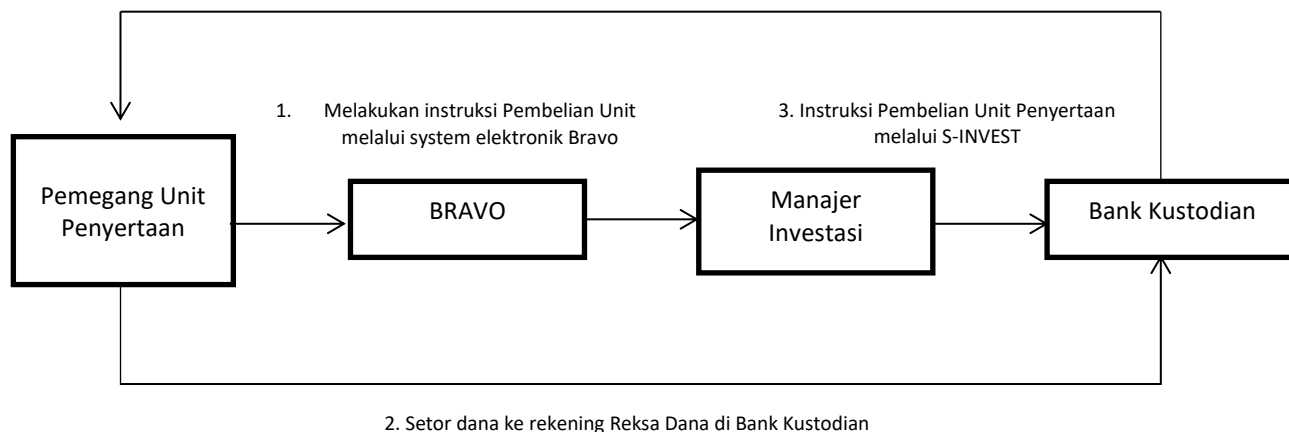 1. Melakukan instruksi Pembelian Unit
melalui system elektronik Bravo
3. Instruksi Pembelian Unit Penyertaan
melalui S-INVEST
Pemegang Unit
Penyertaan
BRAVO
Manajer
Investasi
Bank Kustodian
2. Setor dana ke rekening Reksa Dana di Bank Kustodian